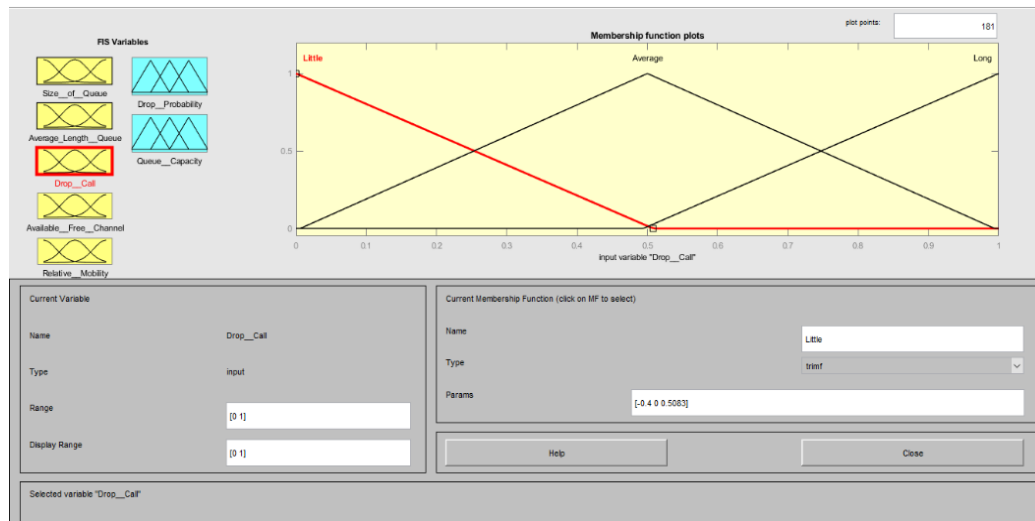 plot points:
181
FIS Variables
Membership function plots
Size__of__Queue
Drop__Probability
Average_Length__Queue
Queue__Capacity
Drop__Call
Available__Free__Channel
Relative__Mobility
Little
Average
Long
1
0.5
0
0 0.1 0.2 0.3 0.4 0.5 0.6 0.7 0.8 0.9 1
input variable "Drop__Call"
Current Variable
Name Drop__Call
Type input
Range [0 1]
Display Range [0 1]
Current Membership Function (click on MF to select)
Name Little
Type trimf
Params [-0.4 0 0.5083]
Help Close
Selected variable "Drop__Call"